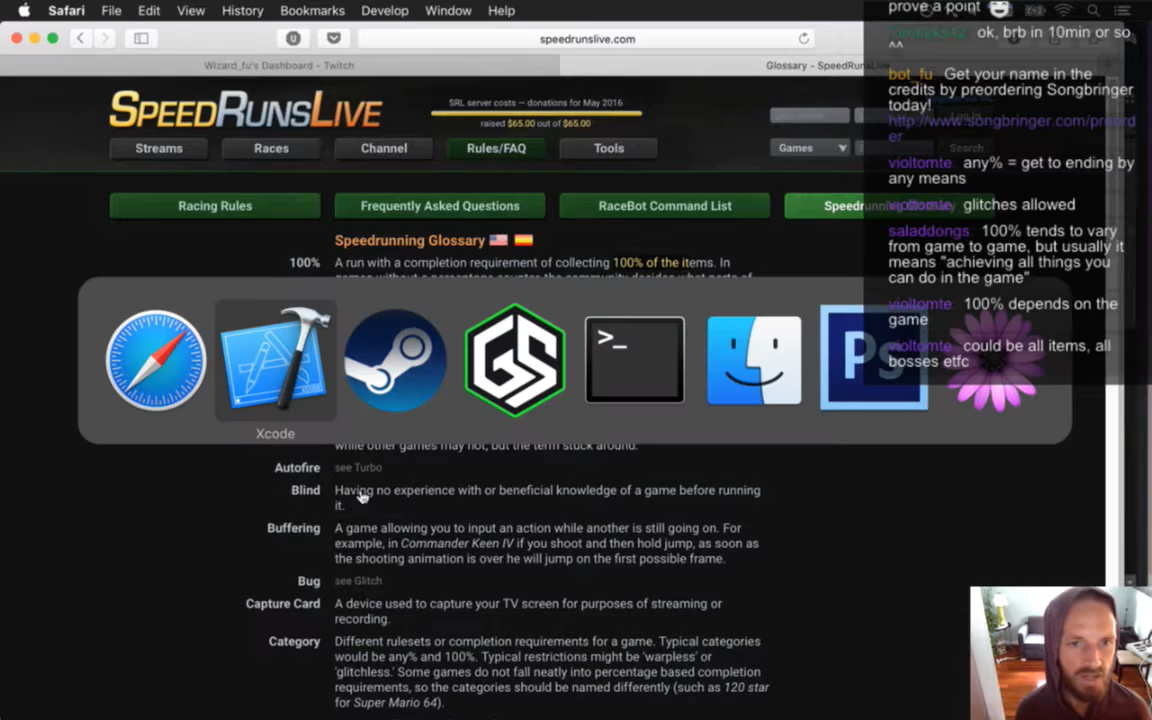 Safari File Edit View History Bookmarks Develop Window Help
speedrunslive.com
Wizard_fu's Dashboard - Twitch
Glossary - SpeedRunsLive
SPEEDRUNSLIVE
SRL server costs — donations for May 2016
raised $65.00 out of $65.00
Streams Races Channel Rules/FAQ Tools
Games
Search
Racing Rules Frequently Asked Questions RaceBot Command List
Speedrunning Glossary
100% A run with a completion requirement of collecting 100% of the items. In
>_
GS
Ps
Xcode
while other games may not, but the term stuck around.
Autofire see Turbo
Blind Having no experience with or beneficial knowledge of a game before running
it.
Buffering A game allowing you to input an action while another is still going on. For
example, in Commander Keen IV if you shoot and then hold jump, as soon as
the shooting animation is over he will jump on the first possible frame.
Bug see Glitch
Capture Card A device used to capture your TV screen for purposes of streaming or
recording.
Category Different rulesets or completion requirements for a game. Typical categories
would be any% and 100%. Typical restrictions might be 'warpless' or
'glitchless.' Some games do not fall neatly into percentage based completion
requirements, so the categories should be named differently (such as 120 star
for Super Mario 64).
prove a point
ok, brb in 10min or so
^^
bot_fu Get your name in the
credits by preordering Songbringer
today!
http://www.songbringer.com/preord
er
violtomte any% = get to ending by
any means
violtomte glitches allowed
saladdongs 100% tends to vary
from game to game, but usually it
means "achieving all things you
can do in the game"
violtomte 100% depends on the
game
violtomte could be all items, all
bosses etfc